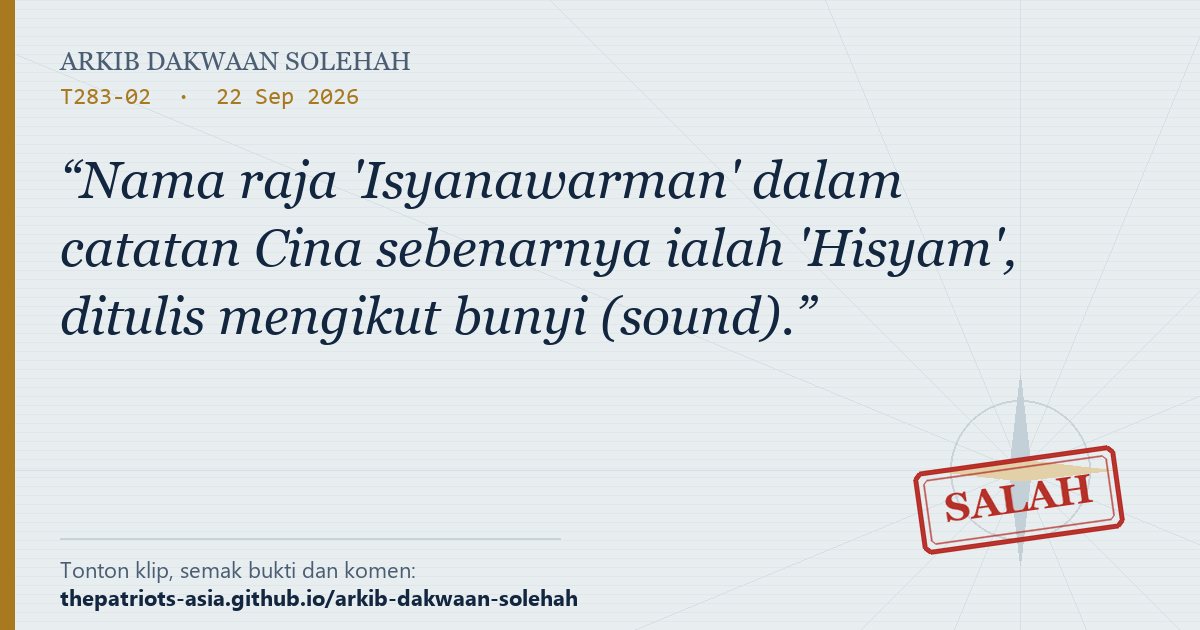 ARKIB DAKWAAN SOLEHAH
T283-02 · 22 Sep 2026
“Nama raja 'Isyanawarman' dalam
catatan Cina sebenarnya ialah 'Hisyam',
ditulis mengikut bunyi (sound).”
SALAH
Tonton klip, semak bukti dan komen:
thepatriots-asia.github.io/arkib-dakwaan-solehah